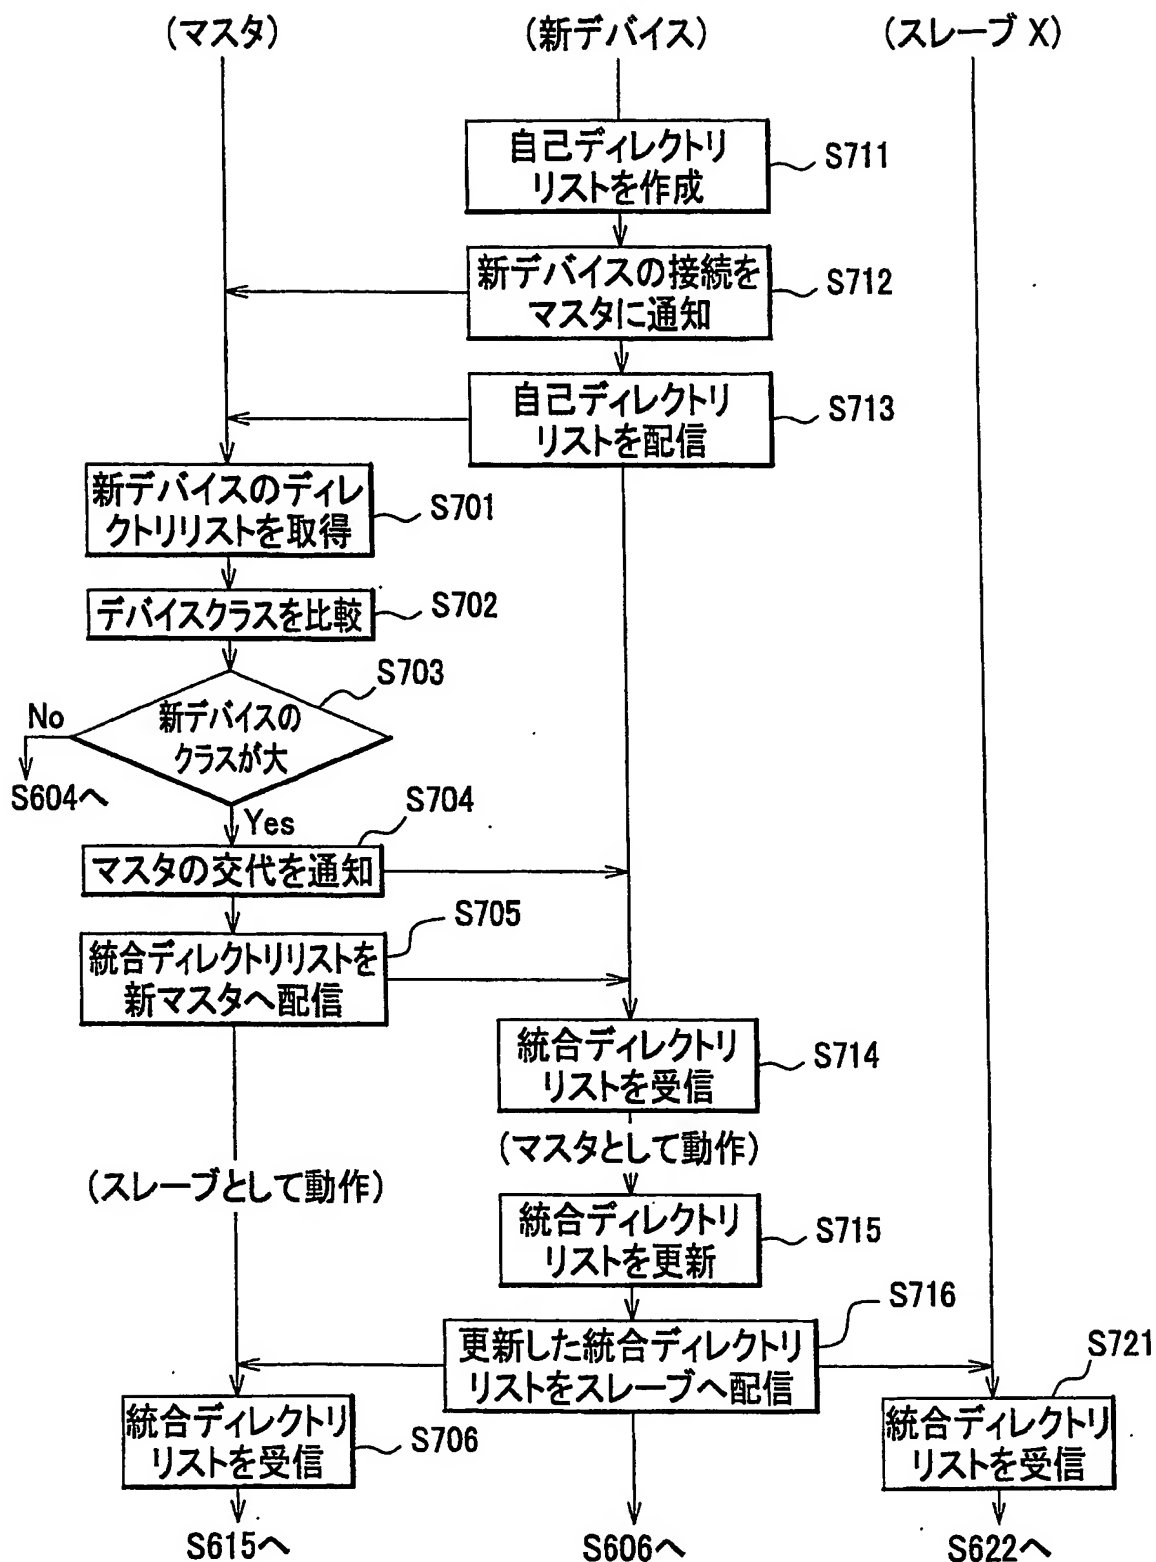 (マスタ)
(新デバイス)
(スレーブ X)
自己ディレクトリ
リストを作成
S711
新デバイスの接続を
マスタに通知
S712
自己ディレクトリ
リストを配信
S713
新デバイスのディレ
クトリリストを取得
S701
デバイスクラスを比較
S702
S703
No
新デバイスの
クラスが大
S604へ
Yes
S704
マスタの交代を通知
S705
統合ディレクトリリストを
新マスタへ配信
統合ディレクトリ
リストを受信
S714
(マスタとして動作)
(スレーブとして動作)
統合ディレクトリ
リストを更新
S715
S716
更新した統合ディレクトリ
リストをスレーブへ配信
S721
統合ディレクトリ
リストを受信
S706
統合ディレクトリ
リストを受信
S615へ
S606へ
S622へ